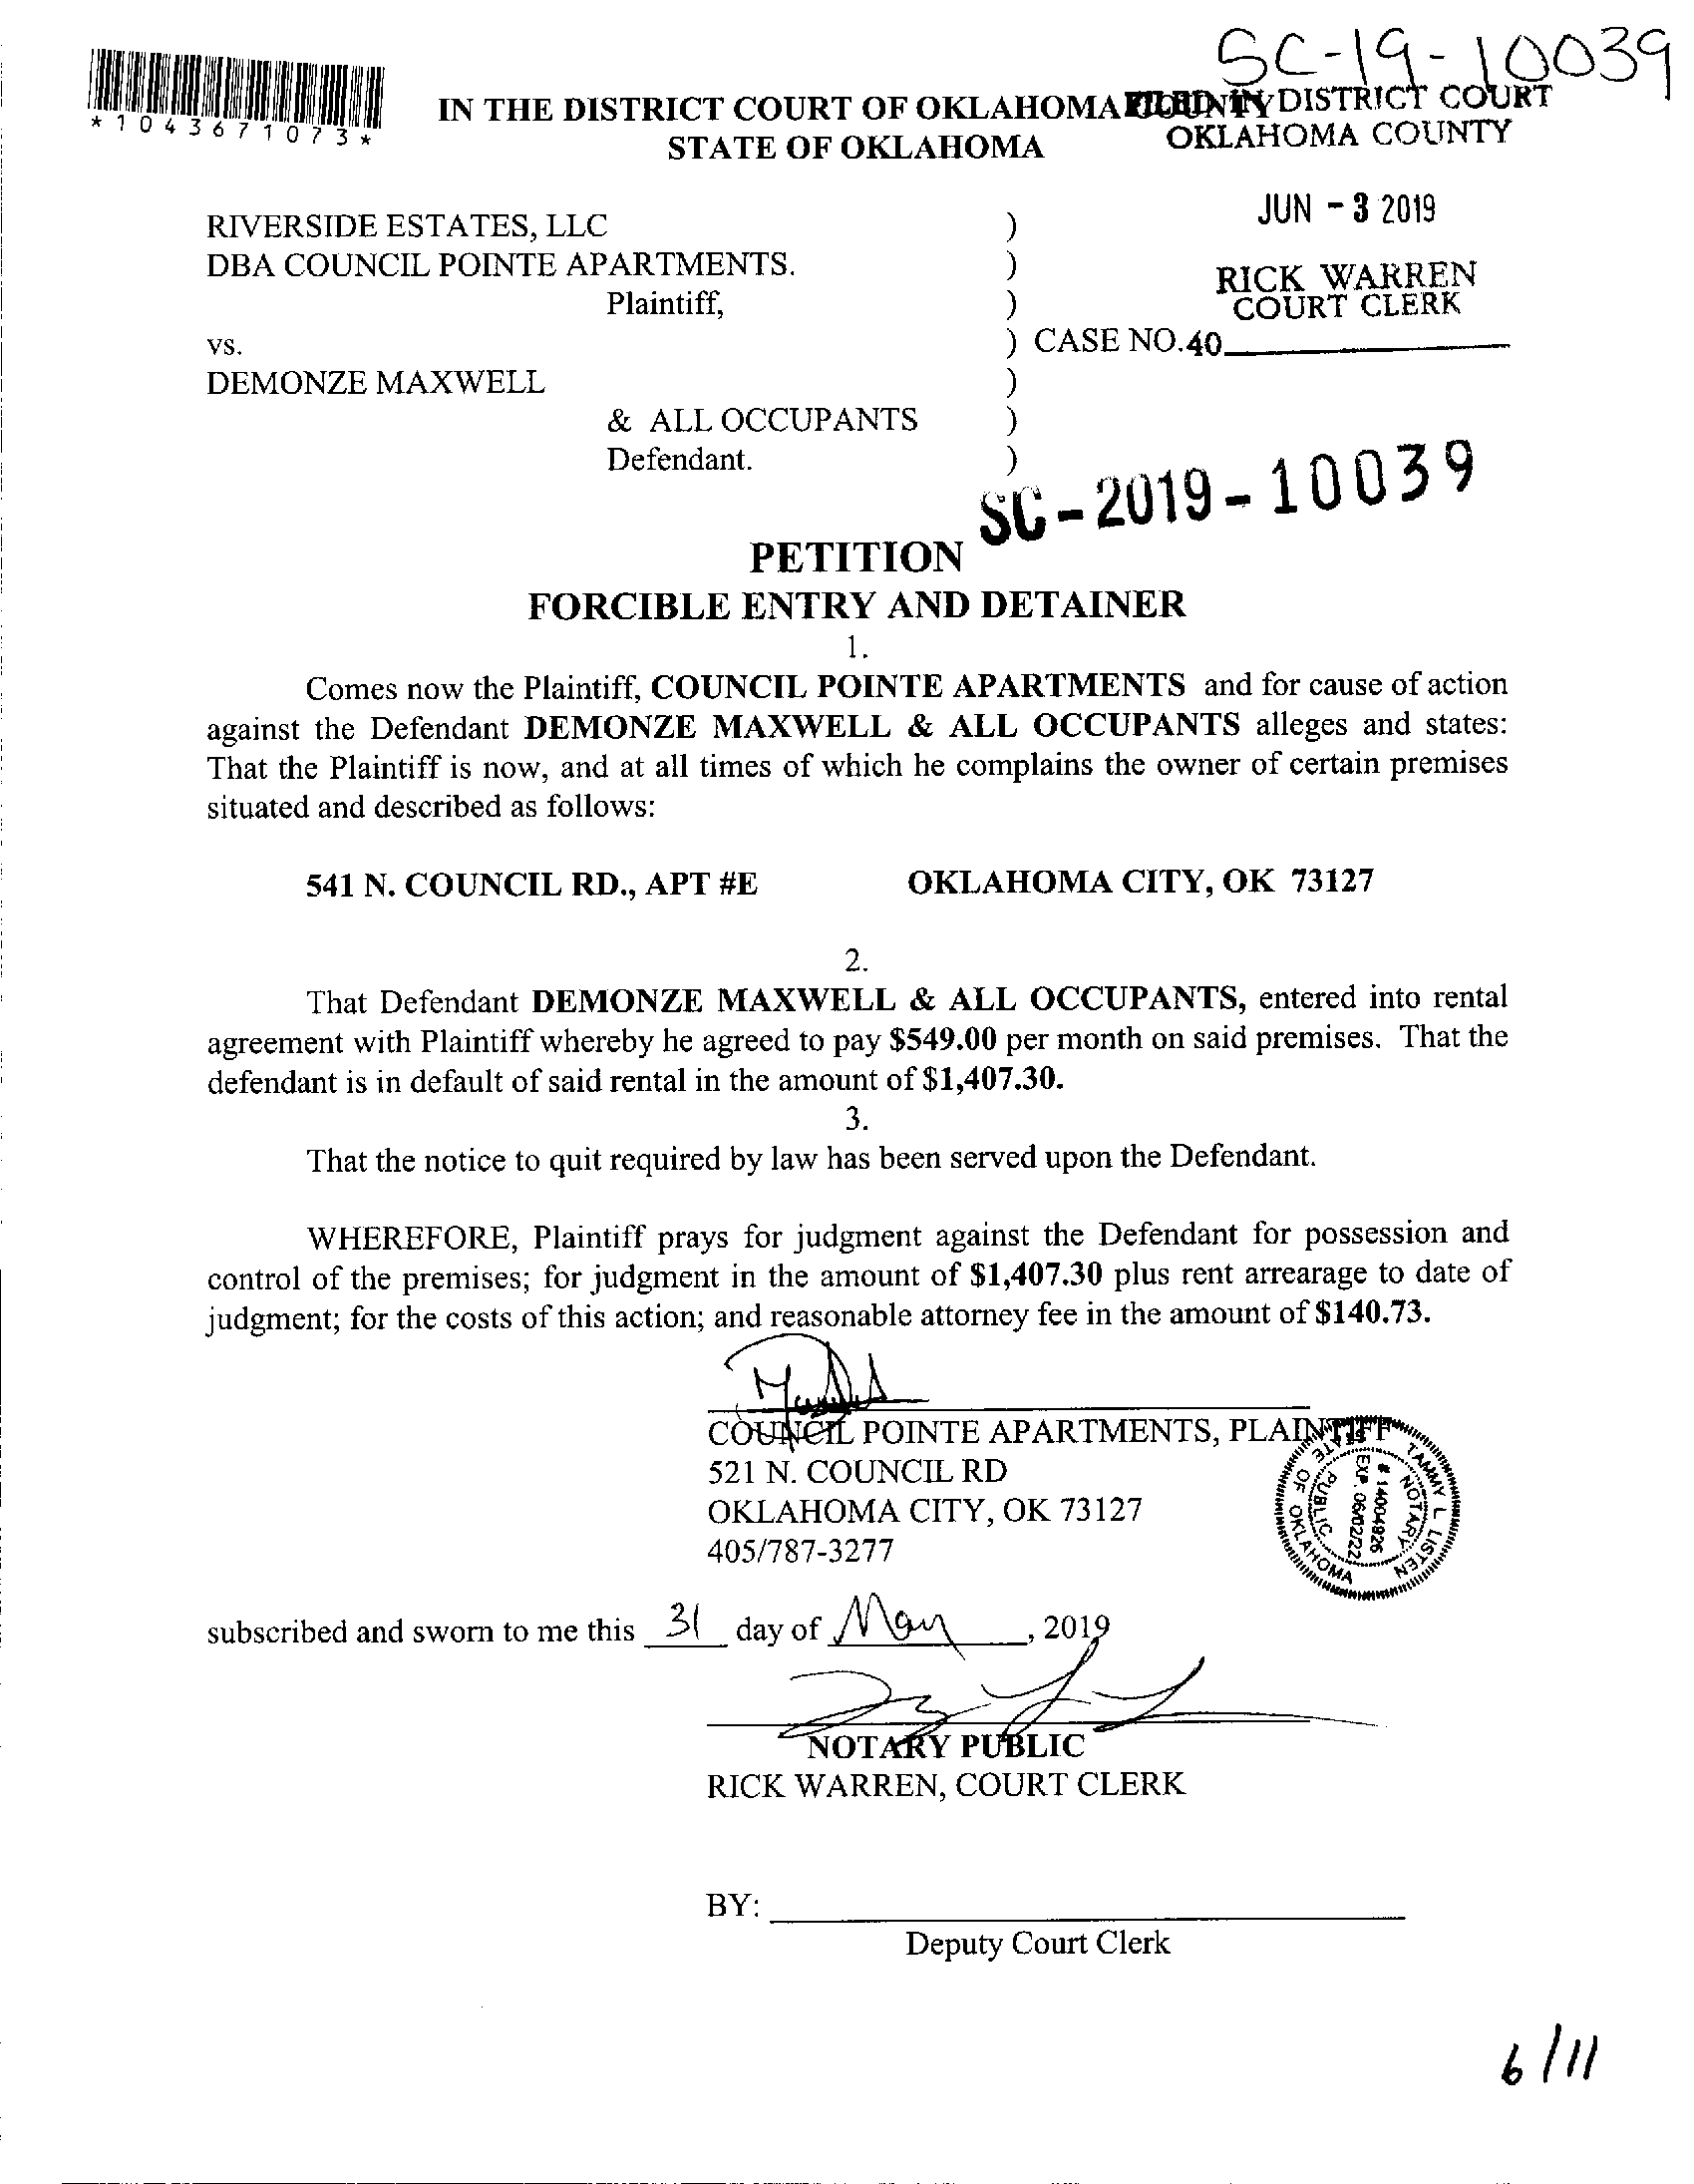 SC-19-10039
*1043671073*
IN THE DISTRICT COURT OF OKLAHOMA COUNTY
FILED IN DISTRICT COURT
STATE OF OKLAHOMA
OKLAHOMA COUNTY
JUN - 3 2019
RICK WARREN
COURT CLERK
RIVERSIDE ESTATES, LLC )
DBA COUNCIL POINTE APARTMENTS. )
Plaintiff, )
vs. ) CASE NO.40
DEMONZE MAXWELL )
& ALL OCCUPANTS )
Defendant. )
SC-2019-10039
PETITION
FORCIBLE ENTRY AND DETAINER
1.
Comes now the Plaintiff, COUNCIL POINTE APARTMENTS and for cause of action
against the Defendant DEMONZE MAXWELL & ALL OCCUPANTS alleges and states:
That the Plaintiff is now, and at all times of which he complains the owner of certain premises
situated and described as follows:
541 N. COUNCIL RD., APT #E OKLAHOMA CITY, OK 73127
2.
That Defendant DEMONZE MAXWELL & ALL OCCUPANTS, entered into rental
agreement with Plaintiff whereby he agreed to pay $549.00 per month on said premises. That the
defendant is in default of said rental in the amount of $1,407.30.
3.
That the notice to quit required by law has been served upon the Defendant.
WHEREFORE, Plaintiff prays for judgment against the Defendant for possession and
control of the premises; for judgment in the amount of $1,407.30 plus rent arrearage to date of
judgment; for the costs of this action; and reasonable attorney fee in the amount of $140.73.
COUNCIL POINTE APARTMENTS, PLAINTIFF
521 N. COUNCIL RD
OKLAHOMA CITY, OK 73127
405/787-3277
TAMMY L LISTEN
NOTARY
# 14004926
EXP. 06/02/22
PUBLIC
STATE OF OKLAHOMA
subscribed and sworn to me this 31 day of May, 2019
NOTARY PUBLIC
RICK WARREN, COURT CLERK
BY:
Deputy Court Clerk
6/11